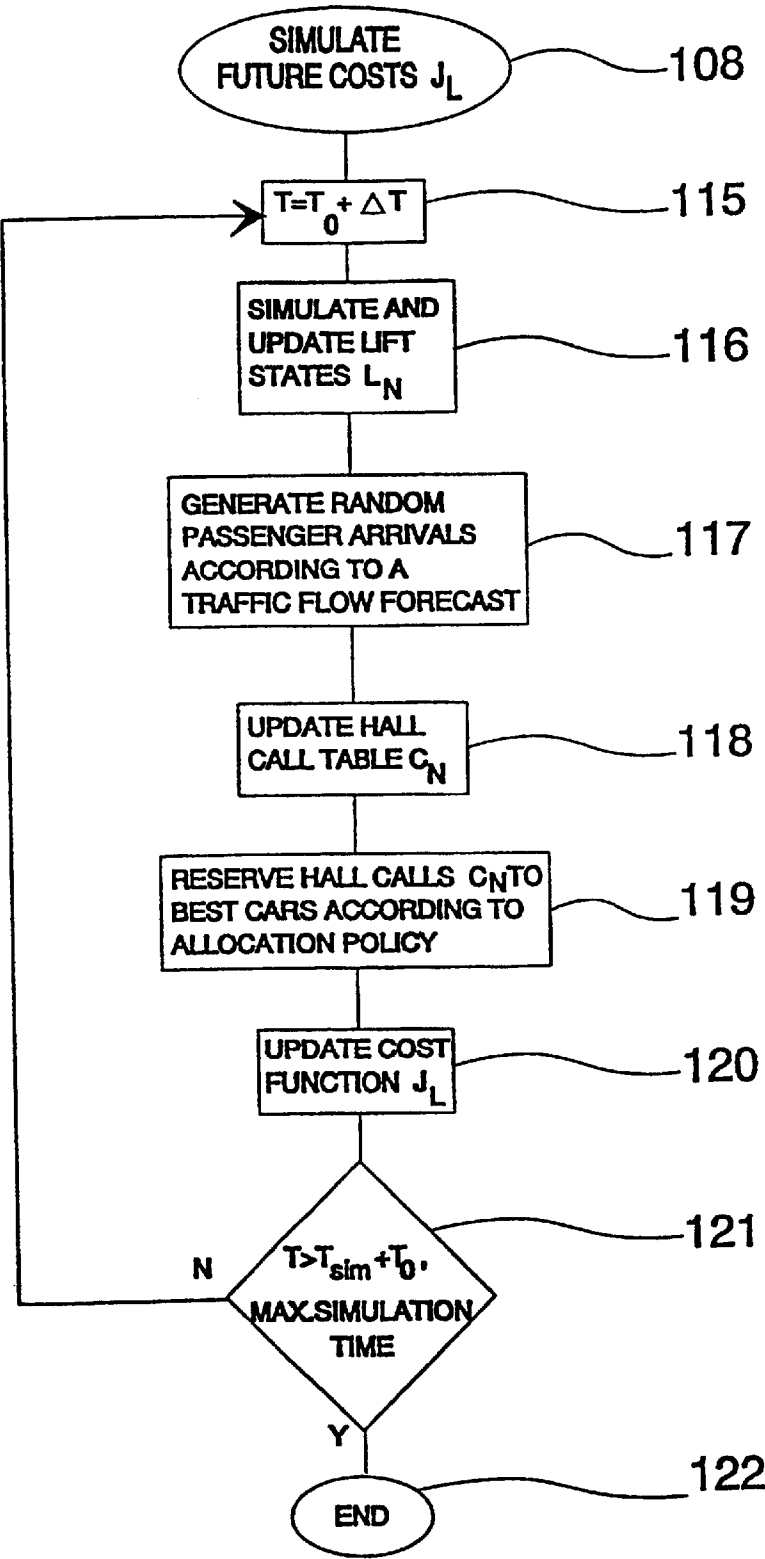 SIMULATE
FUTURE COSTS J_L
108
T=T_0 + △T
115
SIMULATE AND
UPDATE LIFT
STATES L_N
116
GENERATE RANDOM
PASSENGER ARRIVALS
ACCORDING TO A
TRAFFIC FLOW FORECAST
117
UPDATE HALL
CALL TABLE C_N
118
RESERVE HALL CALLS C_N TO
BEST CARS ACCORDING TO
ALLOCATION POLICY
119
UPDATE COST
FUNCTION J_L
120
121
N
T>T_sim+T_0,
MAX.SIMULATION
TIME
Y
END
122